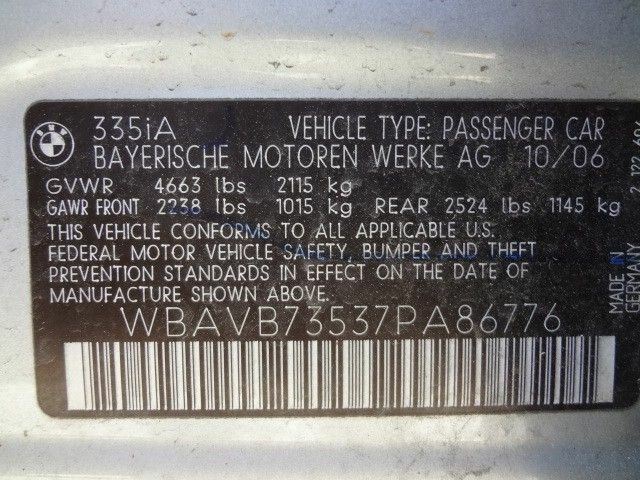 335iA VEHICLE TYPE: PASSENGER CAR
BAYERISCHE MOTOREN WERKE AG 10/06
GVWR 4663 lbs 2115 kg
GAWR FRONT 2238 lbs 1015 kg REAR 2524 lbs 1145 kg
THIS VEHICLE CONFORMS TO ALL APPLICABLE U.S.
FEDERAL MOTOR VEHICLE SAFETY, BUMPER AND THEFT
PREVENTION STANDARDS IN EFFECT ON THE DATE OF
MANUFACTURE SHOWN ABOVE.
WBAVB73537PA86776
MADE IN
GERMANY
BMW